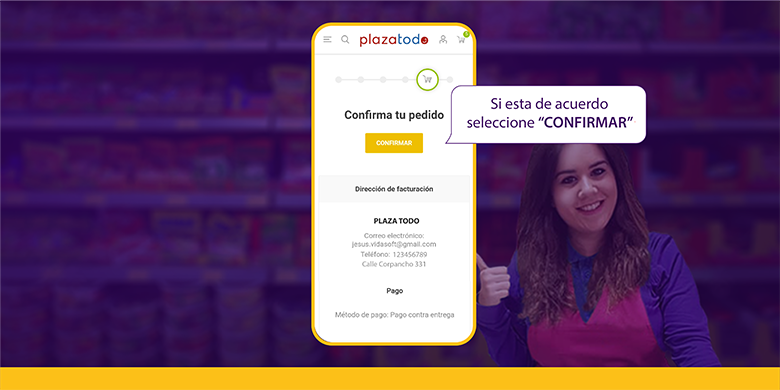 plazatodo
Confirma tu pedido
CONFIRMAR
Si esta de acuerdo
seleccione “CONFIRMAR”
Dirección de facturación
PLAZA TODO
Correo electrónico:
jesus.vidasoft@gmail.com
Teléfono: 123456789
Calle Corpancho 331
Pago
Método de pago: Pago contra entrega